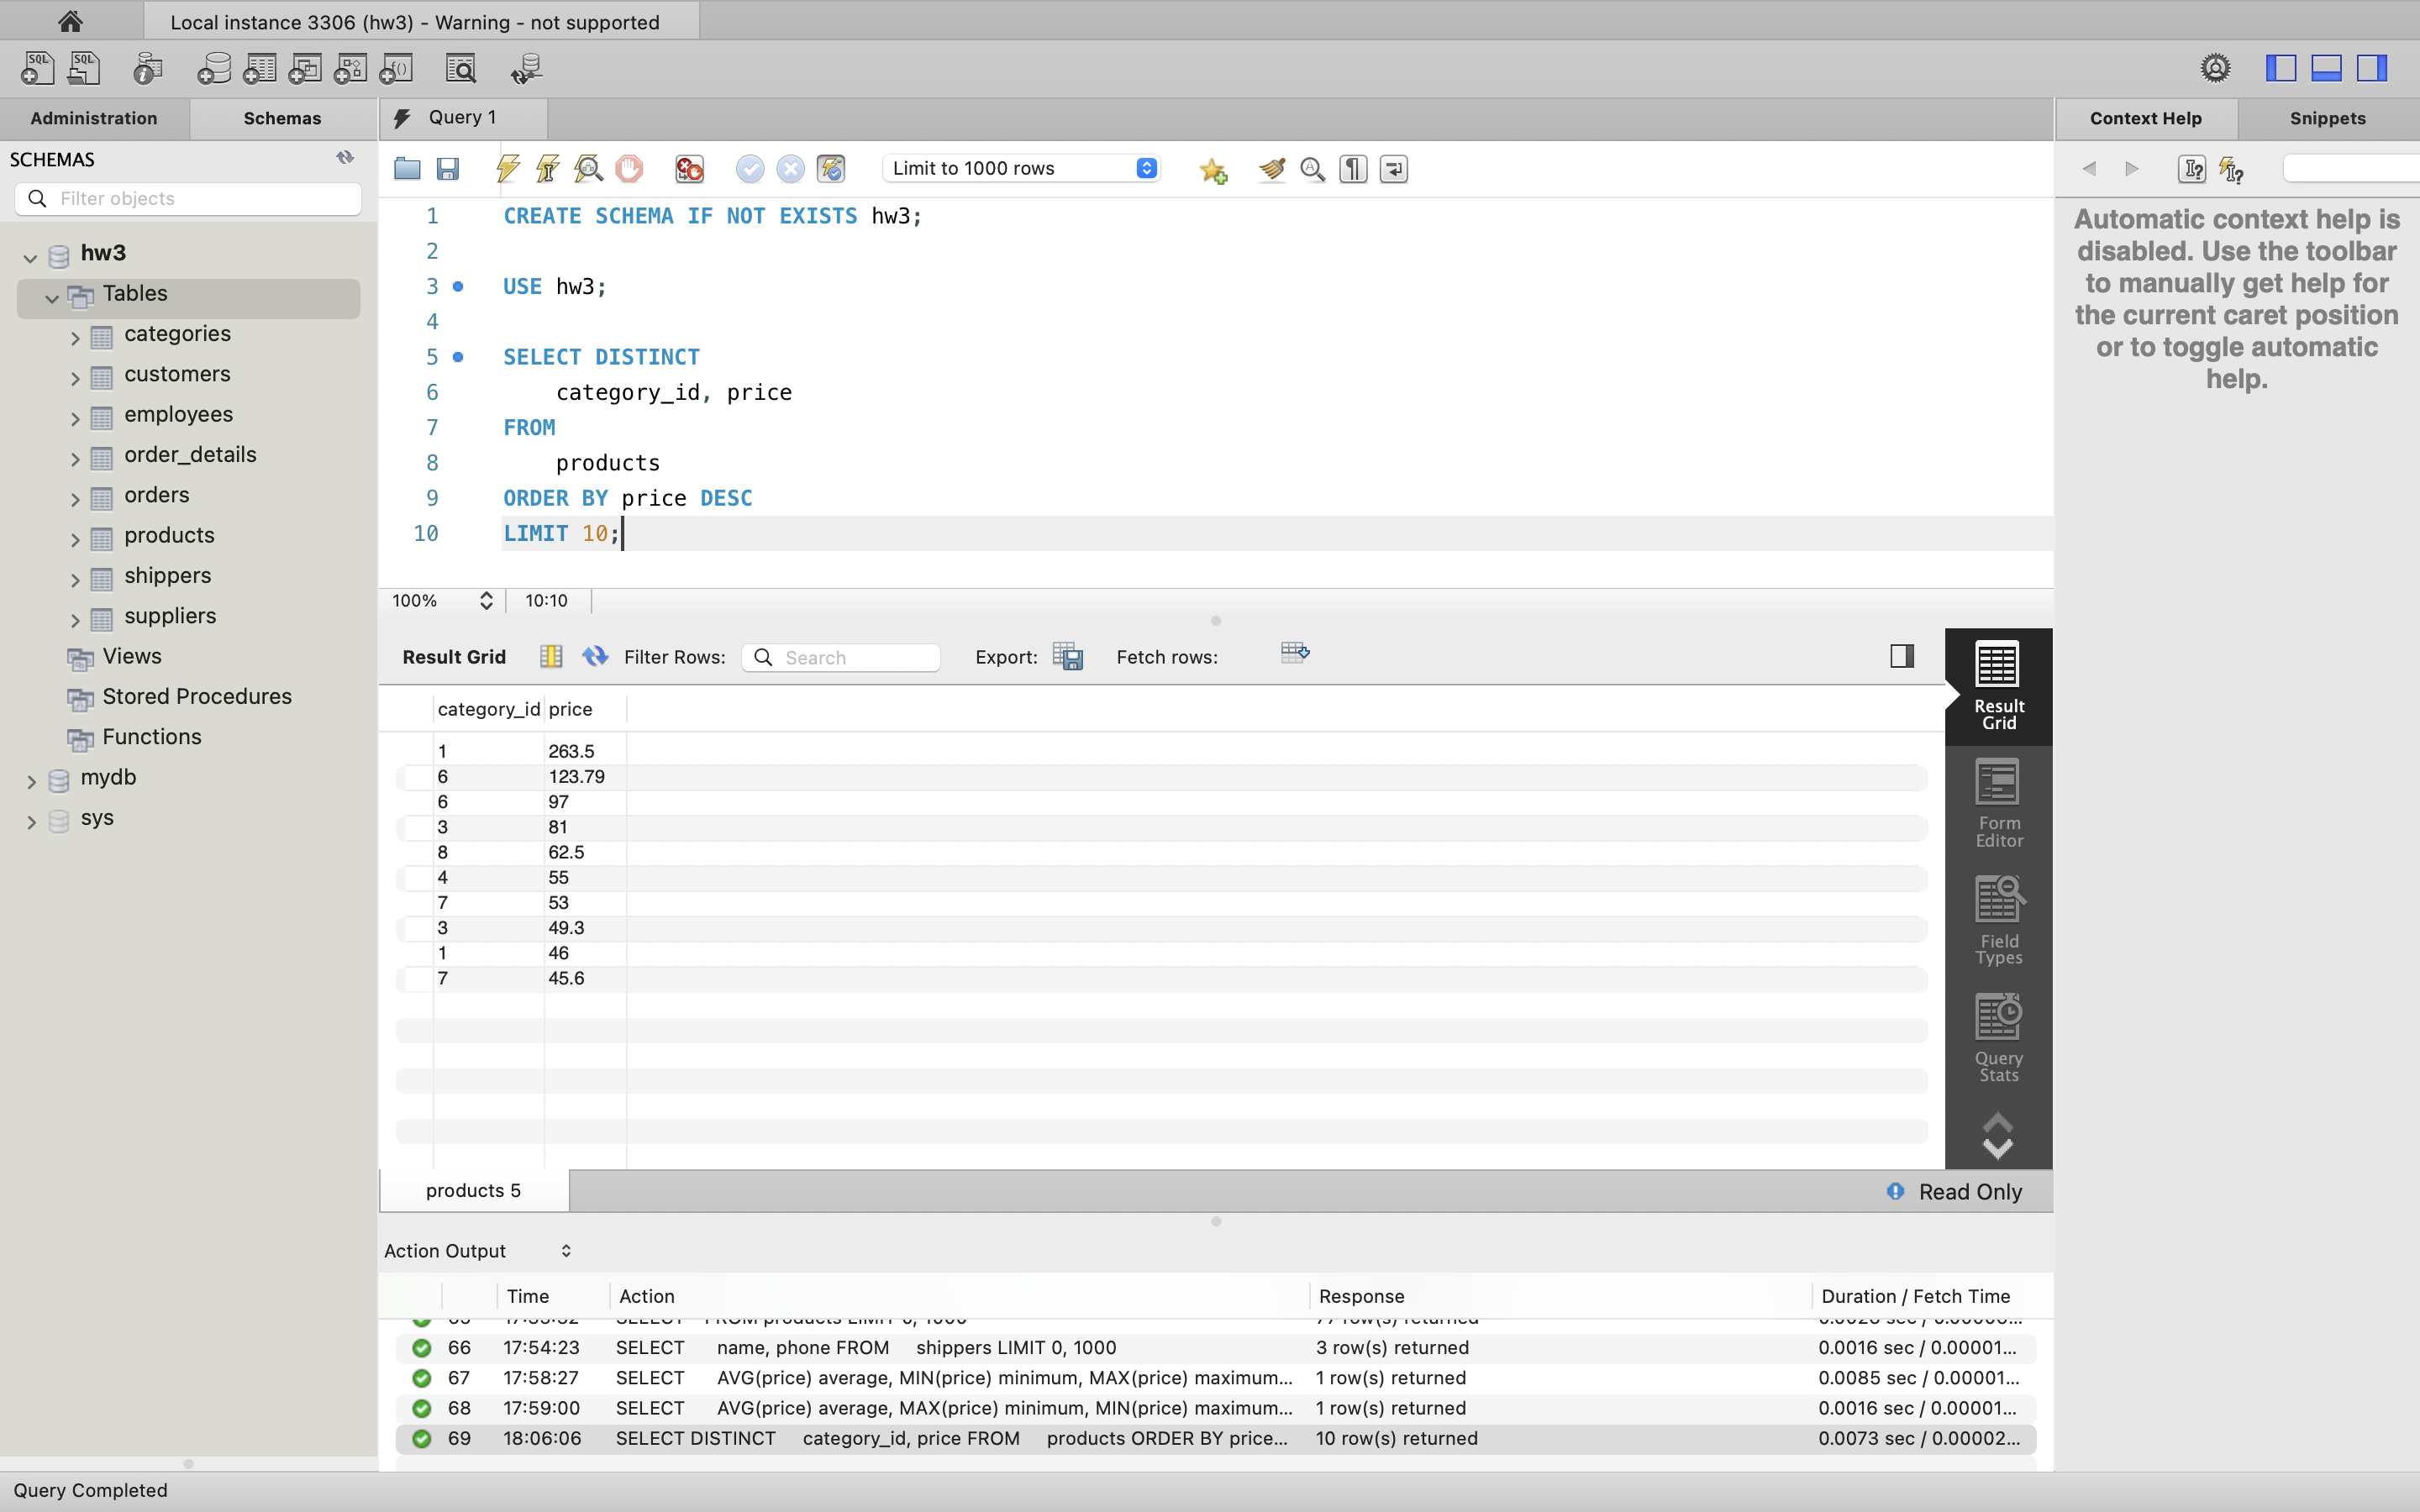 Local instance 3306 (hw3) - Warning - not supported
Administration
Schemas
Query 1
Context Help
Snippets
SCHEMAS
Filter objects
Limit to 1000 rows
hw3
Tables
categories
customers
employees
order_details
orders
products
shippers
suppliers
Views
Stored Procedures
Functions
mydb
sys
1 CREATE SCHEMA IF NOT EXISTS hw3;
2
3 USE hw3;
4
5 SELECT DISTINCT
6 category_id, price
7 FROM
8 products
9 ORDER BY price DESC
10 LIMIT 10;
Automatic context help is
disabled. Use the toolbar
to manually get help for
the current caret position
or to toggle automatic
help.
100%
10:10
Result Grid
Filter Rows:
Search
Export:
Fetch rows:
category_id price
1 263.5
6 123.79
6 97
3 81
8 62.5
4 55
7 53
3 49.3
1 46
7 45.6
Result
Grid
Form
Editor
Field
Types
Query
Stats
products 5
Read Only
Action Output
Time Action Response Duration / Fetch Time
66 17:54:23 SELECT name, phone FROM shippers LIMIT 0, 1000 3 row(s) returned 0.0016 sec / 0.00001...
67 17:58:27 SELECT AVG(price) average, MIN(price) minimum, MAX(price) maximum... 1 row(s) returned 0.0085 sec / 0.00001...
68 17:59:00 SELECT AVG(price) average, MAX(price) minimum, MIN(price) maximum... 1 row(s) returned 0.0016 sec / 0.00001...
69 18:06:06 SELECT DISTINCT category_id, price FROM products ORDER BY price... 10 row(s) returned 0.0073 sec / 0.00002...
Query Completed